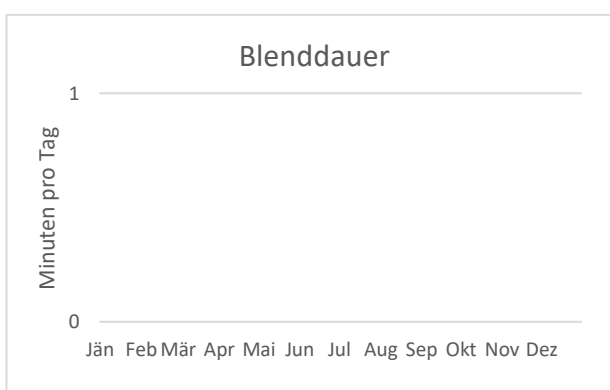 Blenddauer
1
Minuten pro Tag
0
Jän Feb Mär Apr Mai Jun Jul Aug Sep Okt Nov Dez